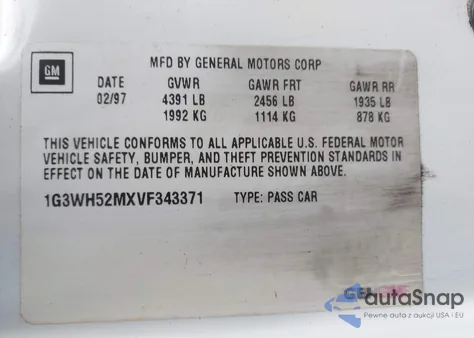 GM
MFD BY GENERAL MOTORS CORP
DATE GVWR GAWR FRT GAWR RR
02/97 4391 LB 2456 LB 1935 LB
1992 KG 1114 KG 878 KG
THIS VEHICLE CONFORMS TO ALL APPLICABLE U.S. FEDERAL MOTOR
VEHICLE SAFETY, BUMPER, AND THEFT PREVENTION STANDARDS IN
EFFECT ON THE DATE OF MANUFACTURE SHOWN ABOVE.
1G3WH52MXVF343371 TYPE: PASS CAR
autoSnap
Pewne auta z aukcji USA i EU